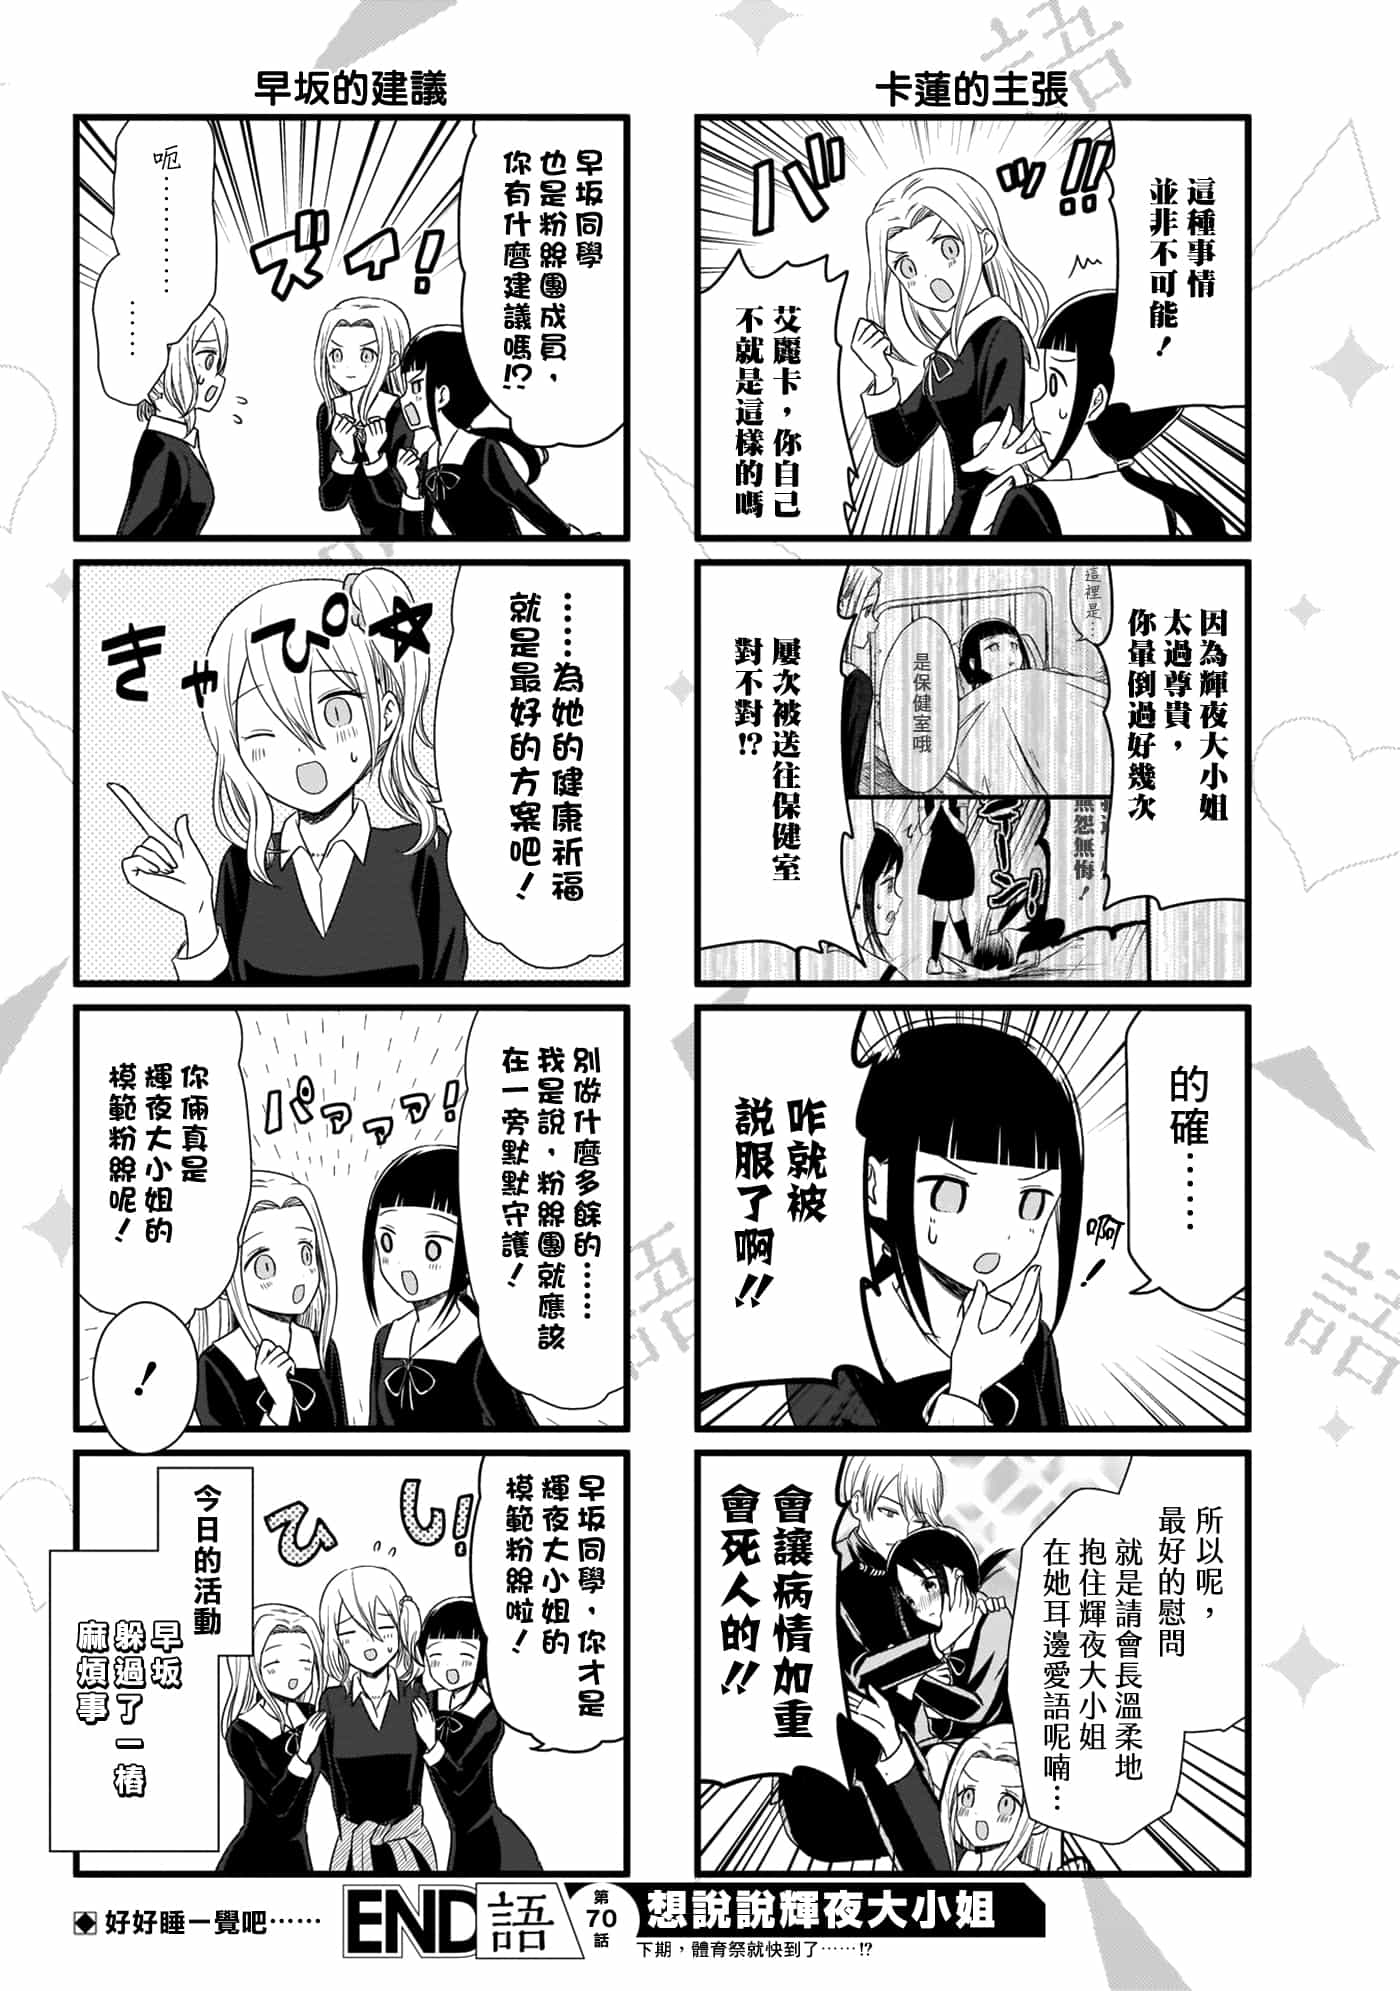 卡蓮的主張
這種事情
並非不可能！
バッ!!
艾麗卡，你自己
不就是這樣的嗎
因為輝夜大小姐
太過尊貴，
你暈倒過好幾次
這裡是…
是保健室哦
無怨無悔！
屢次被送往保健室
對不對!?
的確……
啊！
咋就被
說服了啊!!
所以呢，
最好的慰問
就是請會長溫柔地
抱住輝夜大小姐
在她耳邊愛語呢喃…
會讓病情加重
會死人的!!
早坂的建議
早坂同學
也是粉絲團成員，
你有什麼建議嗎!?
ズイ！
呃………………
……為她的健康祈福
就是最好的方案吧！
きゃぴ☆
別做什麼多餘的……
我是說，粉絲團就應該
在一旁默默守護！
パァァァ！
你倆真是
輝夜大小姐的
模範粉絲呢！
！
早坂同學，你才是
輝夜大小姐的
模範粉絲啦！
ひしっ！
今日的活動
早坂
躲過了一樁
麻煩事
好好睡一覺吧……
END
語
第70話
想說說輝夜大小姐
下期，體育祭就快到了……!?
語
語
語
語